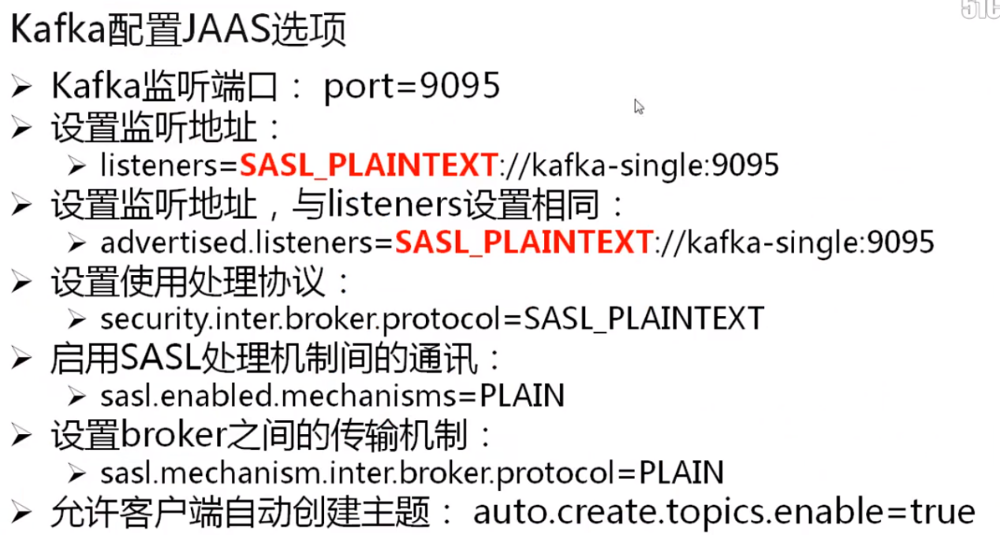 Kafka配置JAAS选项
➢ Kafka监听端口： port=9095
➢ 设置监听地址：
➢ listeners=SASL_PLAINTEXT://kafka-single:9095
➢ 设置监听地址，与listeners设置相同：
➢ advertised.listeners=SASL_PLAINTEXT://kafka-single:9095
➢ 设置使用处理协议：
➢ security.inter.broker.protocol=SASL_PLAINTEXT
➢ 启用SASL处理机制间的通讯：
➢ sasl.enabled.mechanisms=PLAIN
➢ 设置broker之间的传输机制：
➢ sasl.mechanism.inter.broker.protocol=PLAIN
➢ 允许客户端自动创建主题： auto.create.topics.enable=true